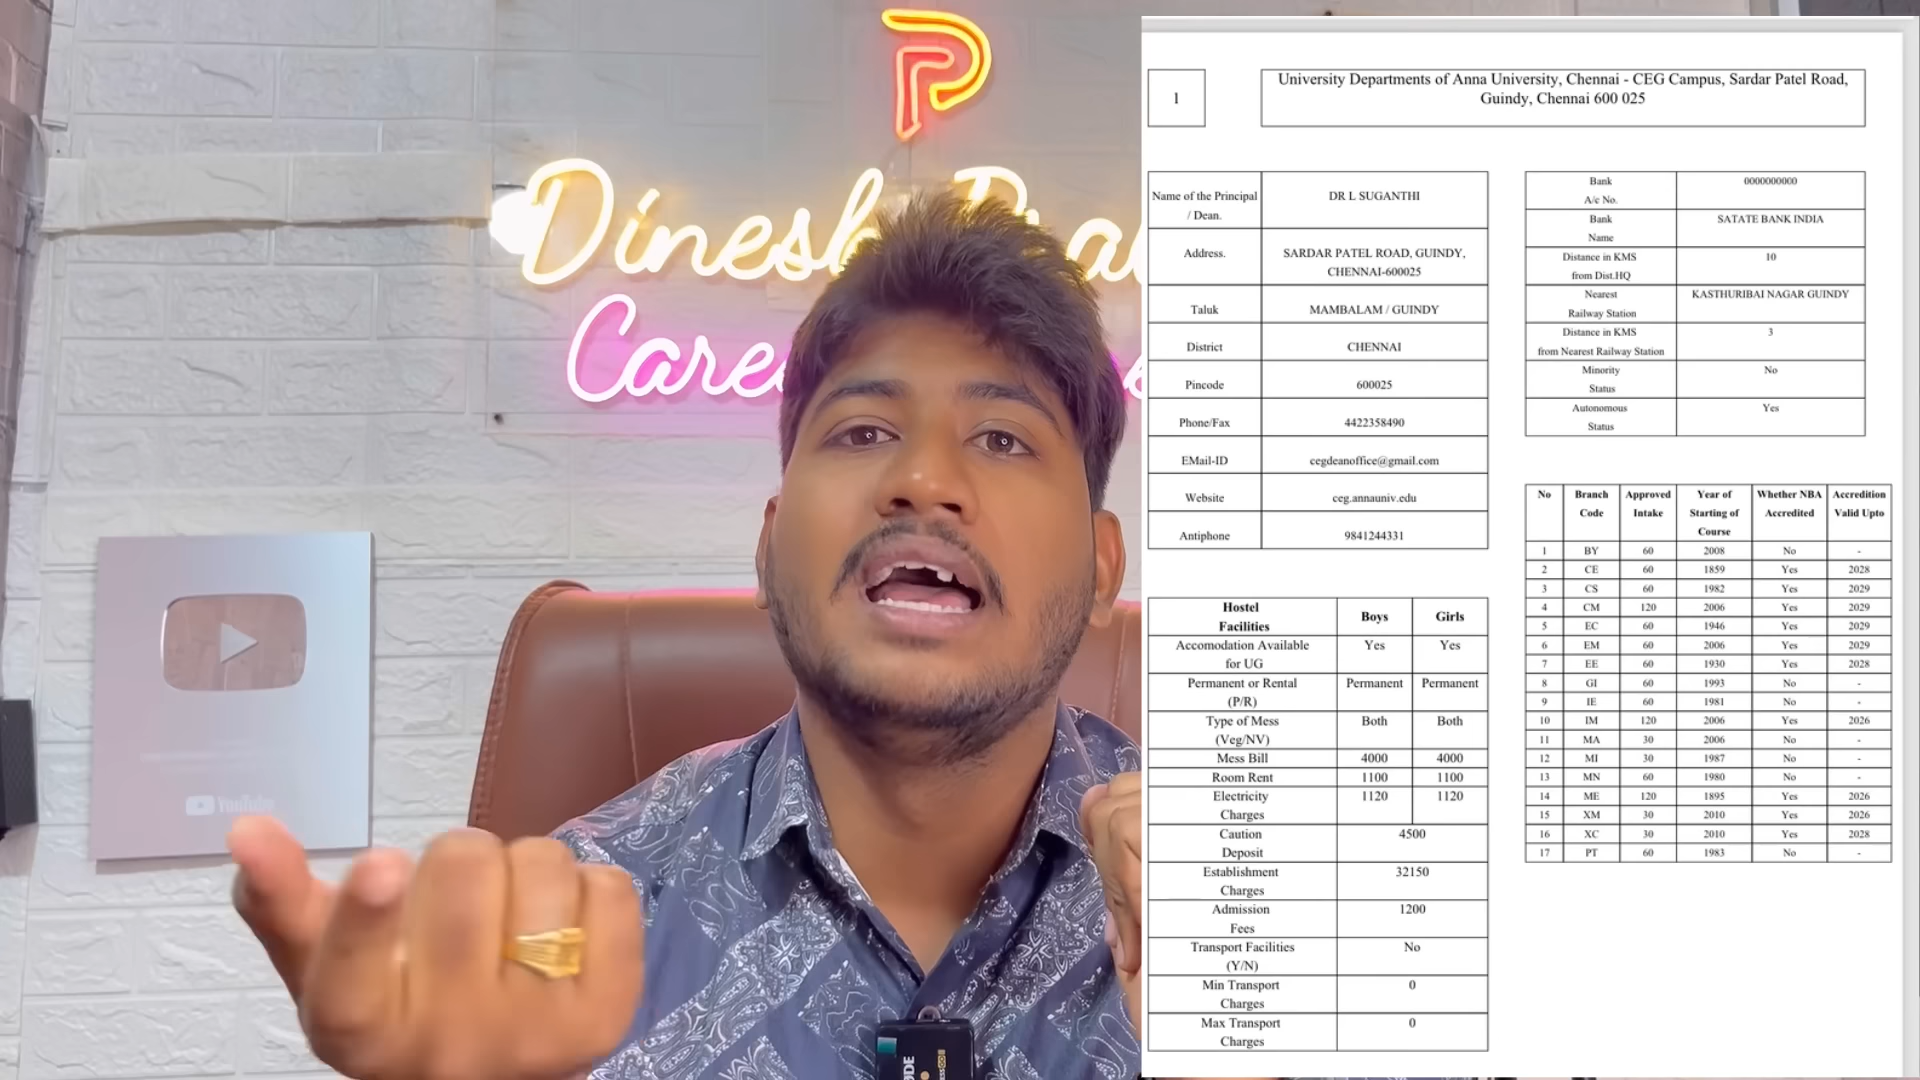 P
Dinesh
Care
YouTube
1
University Departments of Anna University, Chennai - CEG Campus, Sardar Patel Road,
Guindy, Chennai 600 025
Name of the Principal
/ Dean.
DR L SUGANTHI
Address.
SARDAR PATEL ROAD, GUINDY,
CHENNAI-600025
Taluk
MAMBALAM / GUINDY
District
CHENNAI
Pincode
600025
Phone/Fax
4422358490
EMail-ID
cegdeanoffice@gmail.com
Website
ceg.annauniv.edu
Antiphone
9841244331
Hostel
Facilities
Boys
Girls
Accomodation Available
for UG
Yes
Yes
Permanent or Rental
(P/R)
Permanent
Permanent
Type of Mess
(Veg/NV)
Both
Both
Mess Bill
4000
4000
Room Rent
1100
1100
Electricity
Charges
1120
1120
Caution
Deposit
4500
Establishment
Charges
32150
Admission
Fees
1200
Transport Facilities
(Y/N)
No
Min Transport
Charges
0
Max Transport
Charges
0
Bank
A/c No.
0000000000
Bank
Name
SATATE BANK INDIA
Distance in KMS
from Dist.HQ
10
Nearest
Railway Station
KASTHURIBAI NAGAR GUINDY
Distance in KMS
from Nearest Railway Station
3
Minority
Status
No
Autonomous
Status
Yes
No Branch Code Approved Intake Year of Starting of Course Whether NBA Accredited Accredition Valid Upto
1 BY 60 2008 No -
2 CE 60 1859 Yes 2028
3 CS 60 1982 Yes 2029
4 CM 120 2006 Yes 2029
5 EC 60 1946 Yes 2029
6 EM 60 2006 Yes 2029
7 EE 60 1930 Yes 2028
8 GI 60 1993 No -
9 IE 60 1981 No -
10 IM 120 2006 Yes 2026
11 MA 30 2006 No -
12 MI 30 1987 No -
13 MN 60 1980 No -
14 ME 120 1895 Yes 2026
15 XM 30 2010 Yes 2026
16 XC 30 2010 Yes 2028
17 PT 60 1983 No -